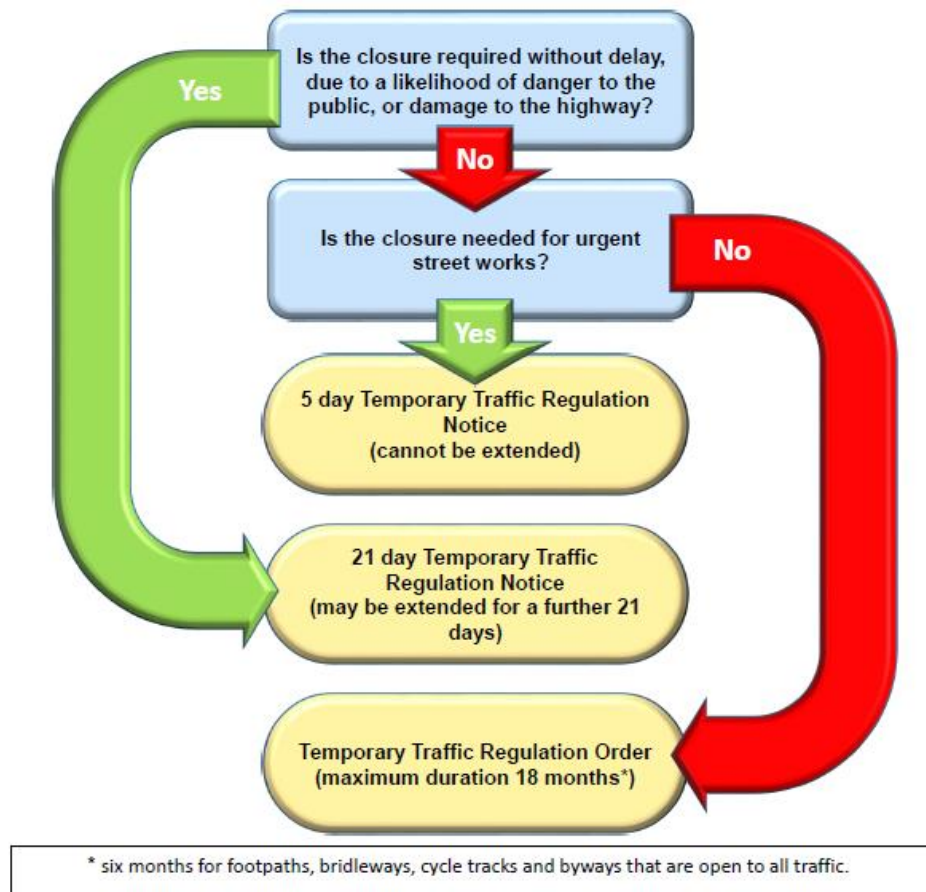 Is the closure required without delay,
due to a likelihood of danger to the
public, or damage to the highway?
Yes
No
Is the closure needed for urgent
street works?
No
Yes
5 day Temporary Traffic Regulation
Notice
(cannot be extended)
21 day Temporary Traffic
Regulation Notice
(may be extended for a further 21
days)
Temporary Traffic Regulation Order
(maximum duration 18 months*)
* six months for footpaths, bridleways, cycle tracks and byways that are open to all traffic.